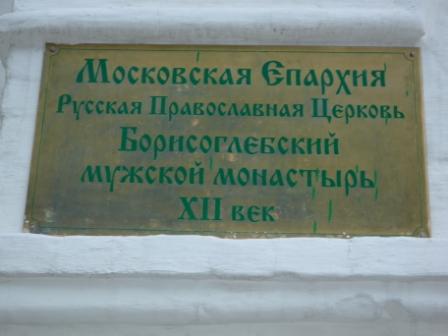 Московская Епархия
Русская Православная Церковь
Борисоглебский
мужской монастырь
XII век